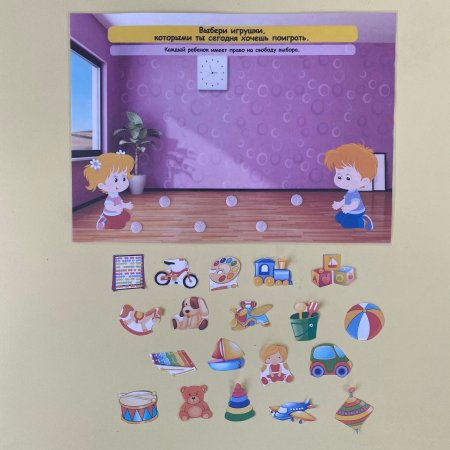 Выбери игрушки,
которыми ты сегодня хочешь поиграть.
Каждый ребенок имеет право на свободу выбора.